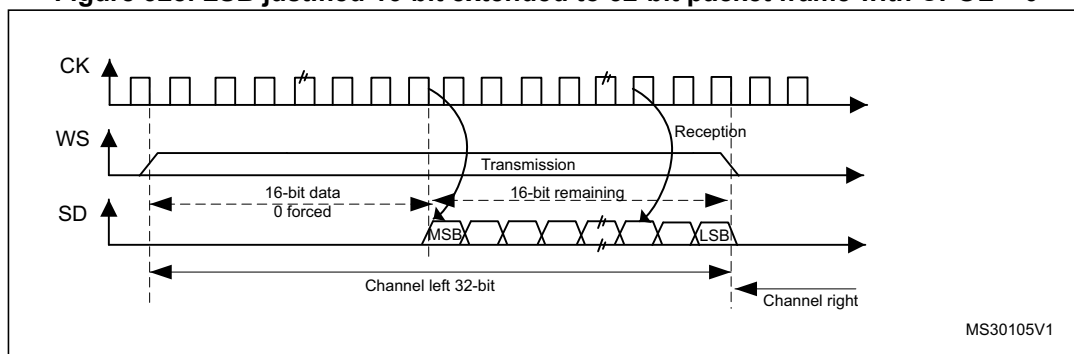 CK
Reception
WS
Transmission
16-bit data
0 forced
16-bit remaining
SD
MSB
LSB
Channel left 32-bit
Channel right
MS30105V1